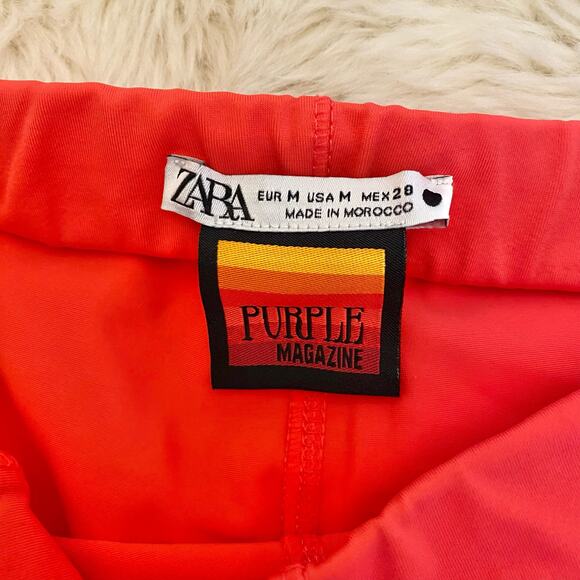 ZARA
EUR M USA M MEX 28
MADE IN MOROCCO
PURPLE
MAGAZINE